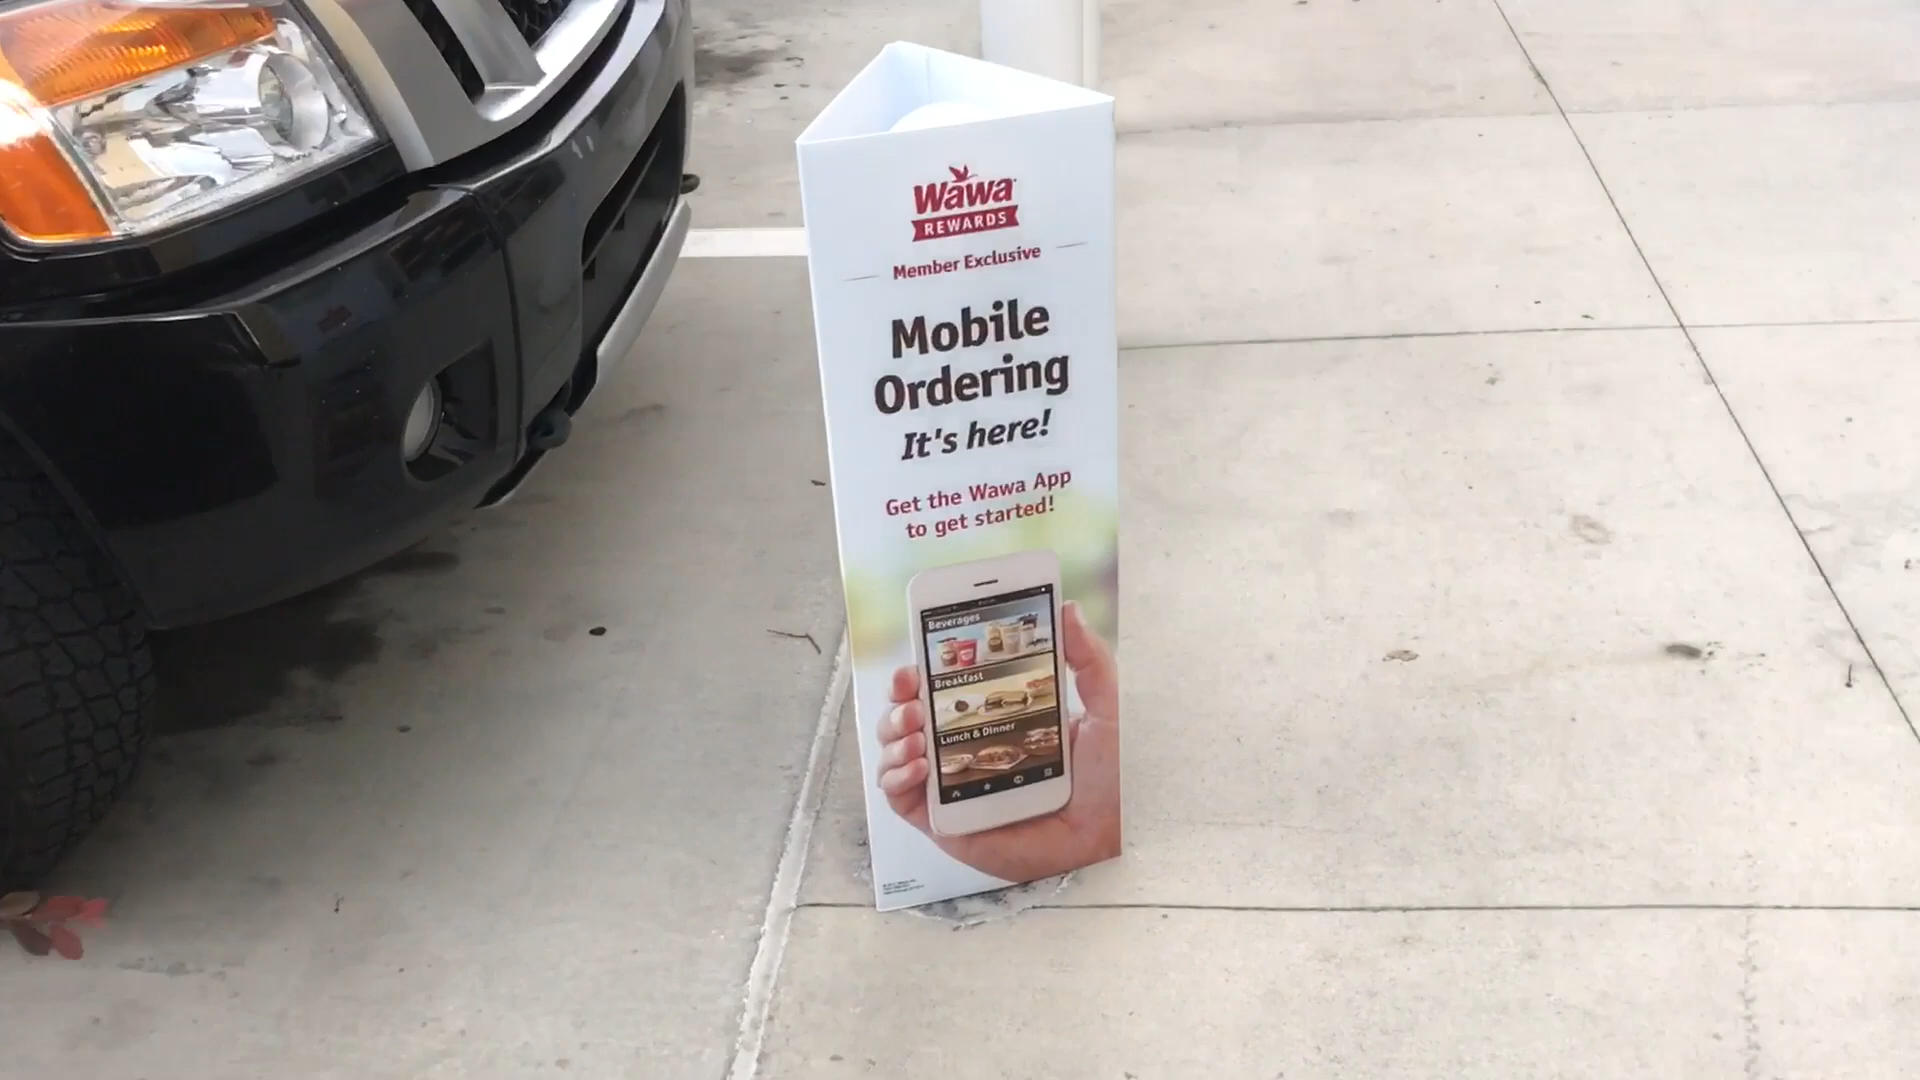 Wawa
REWARDS
Member Exclusive
Mobile
Ordering
It's here!
Get the Wawa App
to get started!
Beverages
Breakfast
Lunch & Dinner